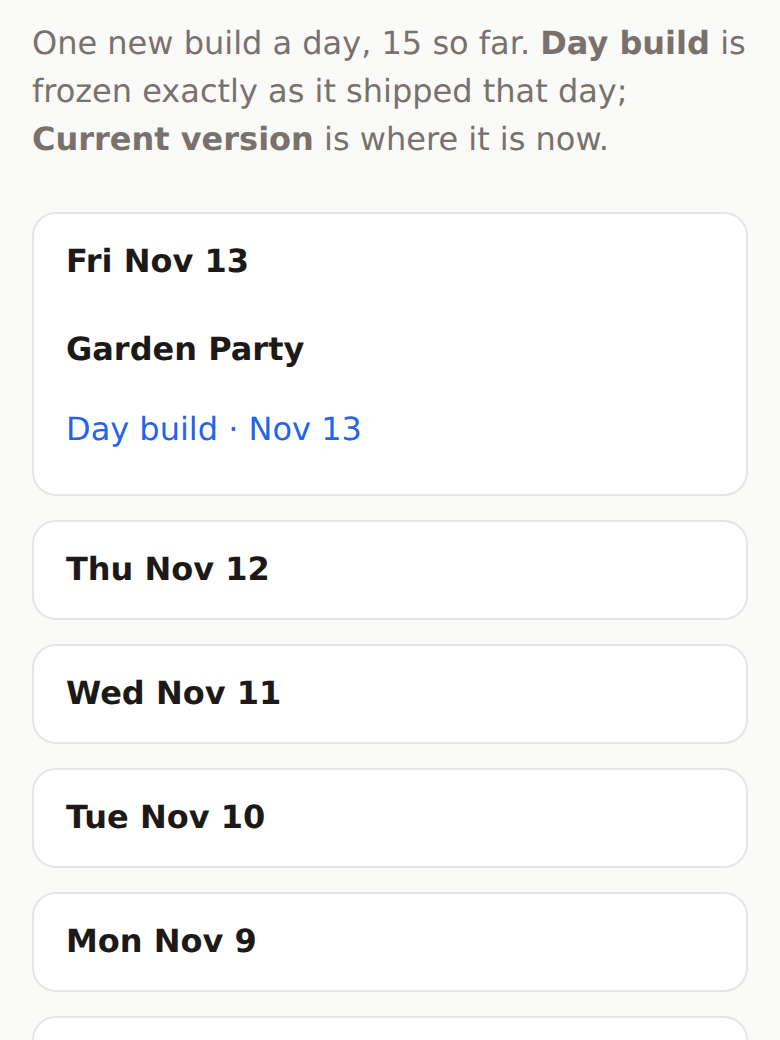 One new build a day, 15 so far. Day build is
frozen exactly as it shipped that day;
Current version is where it is now.
Fri Nov 13
Garden Party
Day build · Nov 13
Thu Nov 12
Wed Nov 11
Tue Nov 10
Mon Nov 9